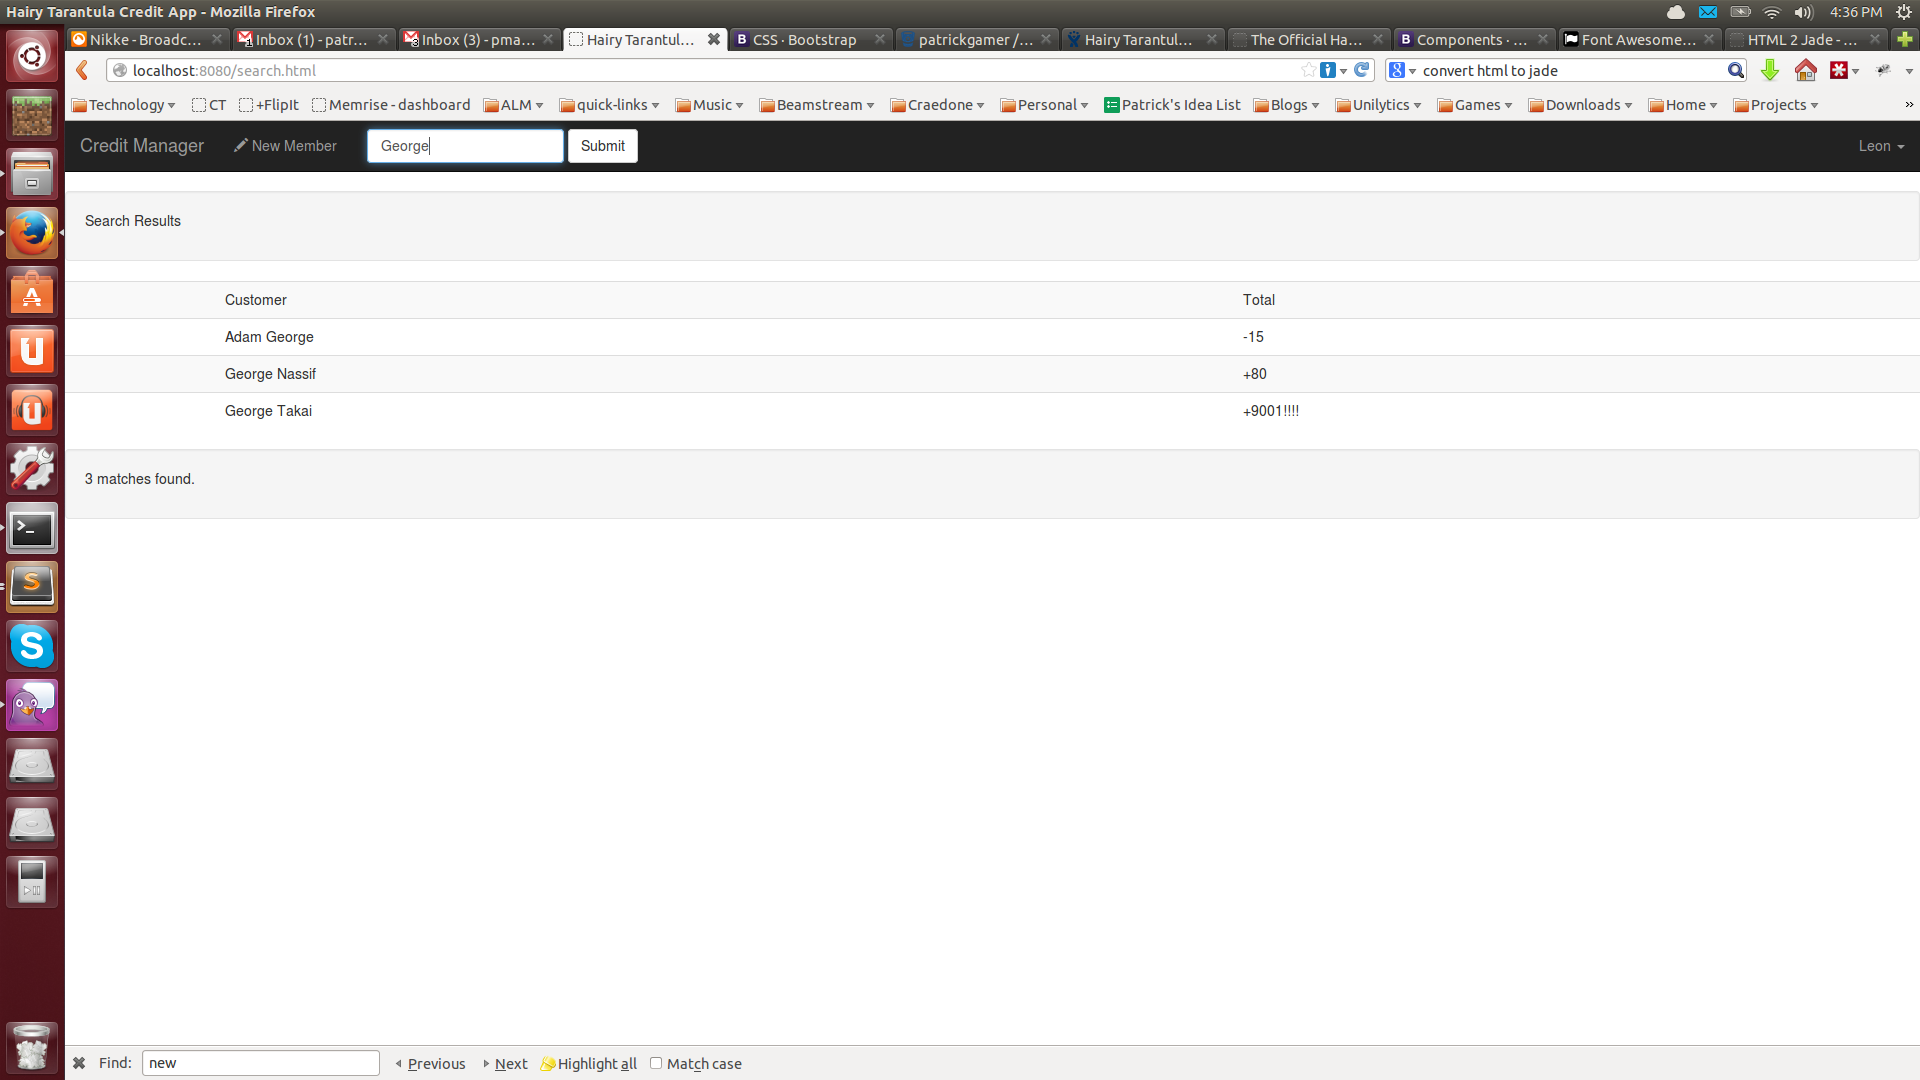 Hairy Tarantula Credit App - Mozilla Firefox
4:36 PM
Nikke - Broadc...
Inbox (1) - patr...
Inbox (3) - pma...
Hairy Tarantul...
CSS · Bootstrap
patrickgamer /...
Hairy Tarantul...
The Official Ha...
Components · ...
Font Awesome...
HTML 2 Jade - ...
localhost:8080/search.html
convert html to jade
Technology
CT
+FlipIt
Memrise - dashboard
ALM
quick-links
Music
Beamstream
Craedone
Personal
Patrick's Idea List
Blogs
Unilytics
Games
Downloads
Home
Projects
»
Credit Manager
New Member
George
Submit
Leon
Search Results
Customer Total
Adam George -15
George Nassif +80
George Takai +9001!!!!
3 matches found.
Find: new Previous Next Highlight all Match case